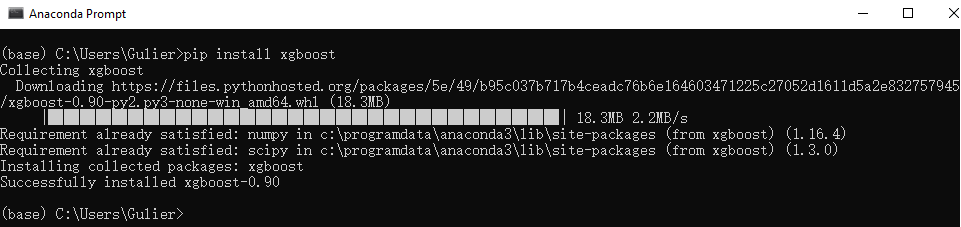 Anaconda Prompt
(base) C:\Users\Gulier>pip install xgboost
Collecting xgboost
  Downloading https://files.pythonhosted.org/packages/5e/49/b95c037b717b4ceadc76b6e164603471225c27052d1611d5a2e832757945
/xgboost-0.90-py2.py3-none-win_amd64.whl (18.3MB)
| 18.3MB 2.2MB/s
Requirement already satisfied: numpy in c:\programdata\anaconda3\lib\site-packages (from xgboost) (1.16.4)
Requirement already satisfied: scipy in c:\programdata\anaconda3\lib\site-packages (from xgboost) (1.3.0)
Installing collected packages: xgboost
Successfully installed xgboost-0.90
(base) C:\Users\Gulier>